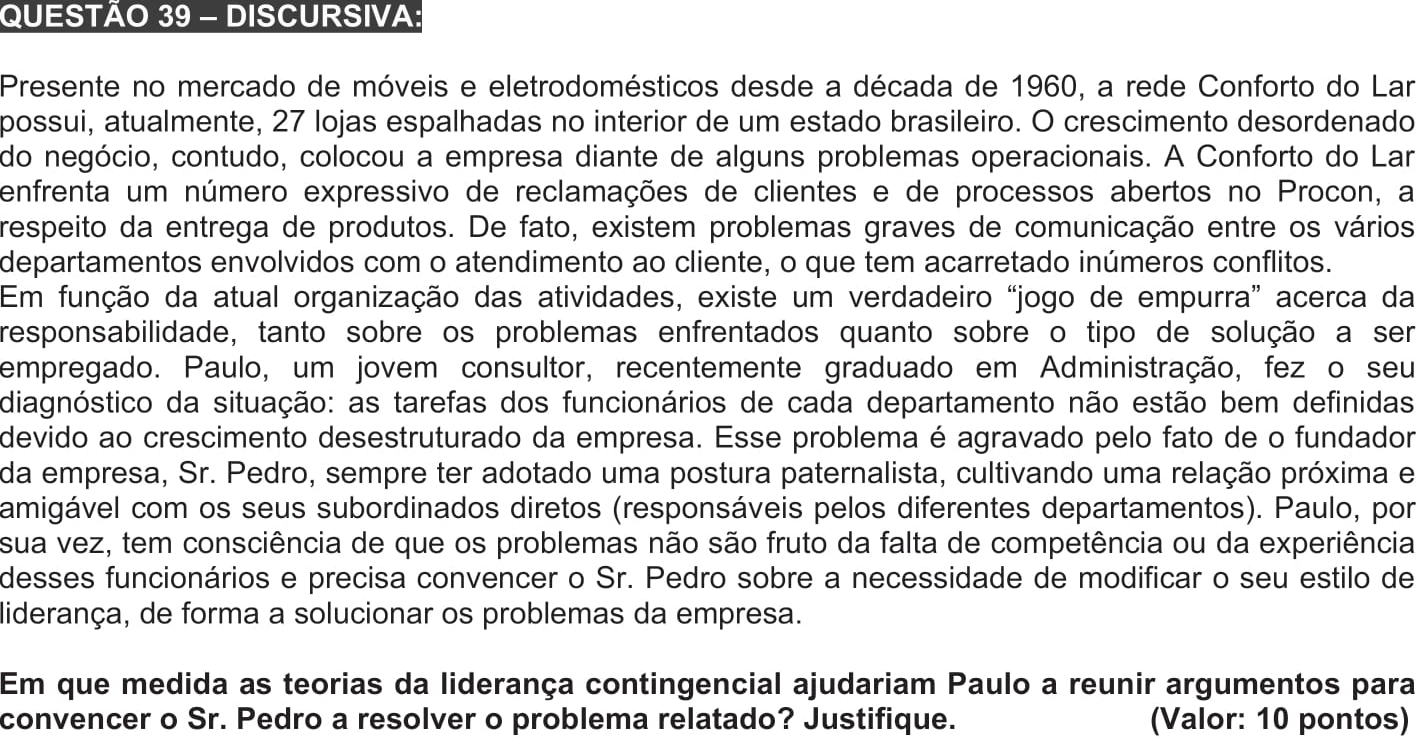 QUESTÃO 39 – DISCURSIVA:
Presente no mercado de móveis e eletrodomésticos desde a década de 1960, a rede Conforto do Lar
possui, atualmente, 27 lojas espalhadas no interior de um estado brasileiro. O crescimento desordenado
do negócio, contudo, colocou a empresa diante de alguns problemas operacionais. A Conforto do Lar
enfrenta um número expressivo de reclamações de clientes e de processos abertos no Procon, a
respeito da entrega de produtos. De fato, existem problemas graves de comunicação entre os vários
departamentos envolvidos com o atendimento ao cliente, o que tem acarretado inúmeros conflitos.
Em função da atual organização das atividades, existe um verdadeiro “jogo de empurra” acerca da
responsabilidade, tanto sobre os problemas enfrentados quanto sobre o tipo de solução a ser
empregado. Paulo, um jovem consultor, recentemente graduado em Administração, fez o seu
diagnóstico da situação: as tarefas dos funcionários de cada departamento não estão bem definidas
devido ao crescimento desestruturado da empresa. Esse problema é agravado pelo fato de o fundador
da empresa, Sr. Pedro, sempre ter adotado uma postura paternalista, cultivando uma relação próxima e
amigável com os seus subordinados diretos (responsáveis pelos diferentes departamentos). Paulo, por
sua vez, tem consciência de que os problemas não são fruto da falta de competência ou da experiência
desses funcionários e precisa convencer o Sr. Pedro sobre a necessidade de modificar o seu estilo de
liderança, de forma a solucionar os problemas da empresa.
Em que medida as teorias da liderança contingencial ajudariam Paulo a reunir argumentos para
convencer o Sr. Pedro a resolver o problema relatado? Justifique. (Valor: 10 pontos)